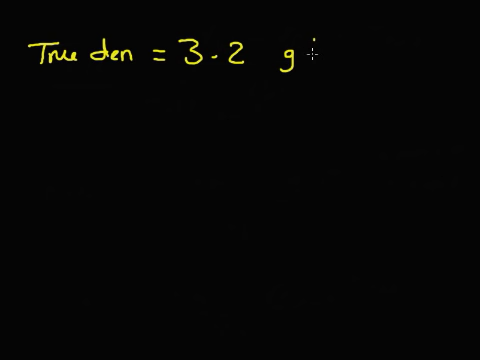 True den = 3.2 g